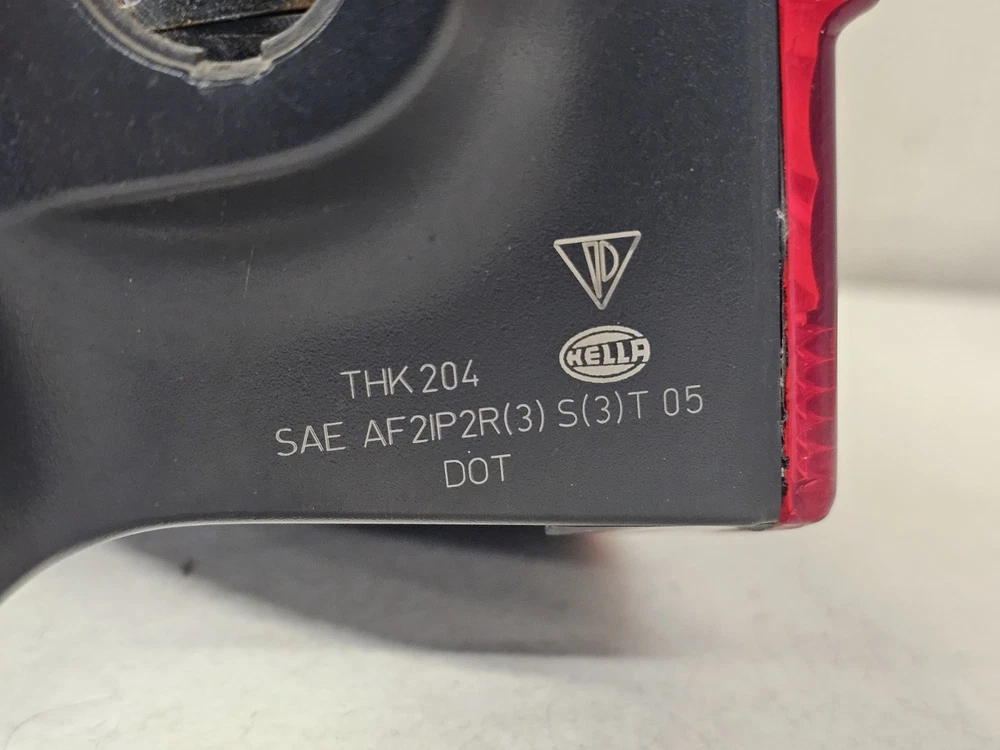 HELLA
THK 204
SAE AF2IP2R(3) S(3)T 05
DOT